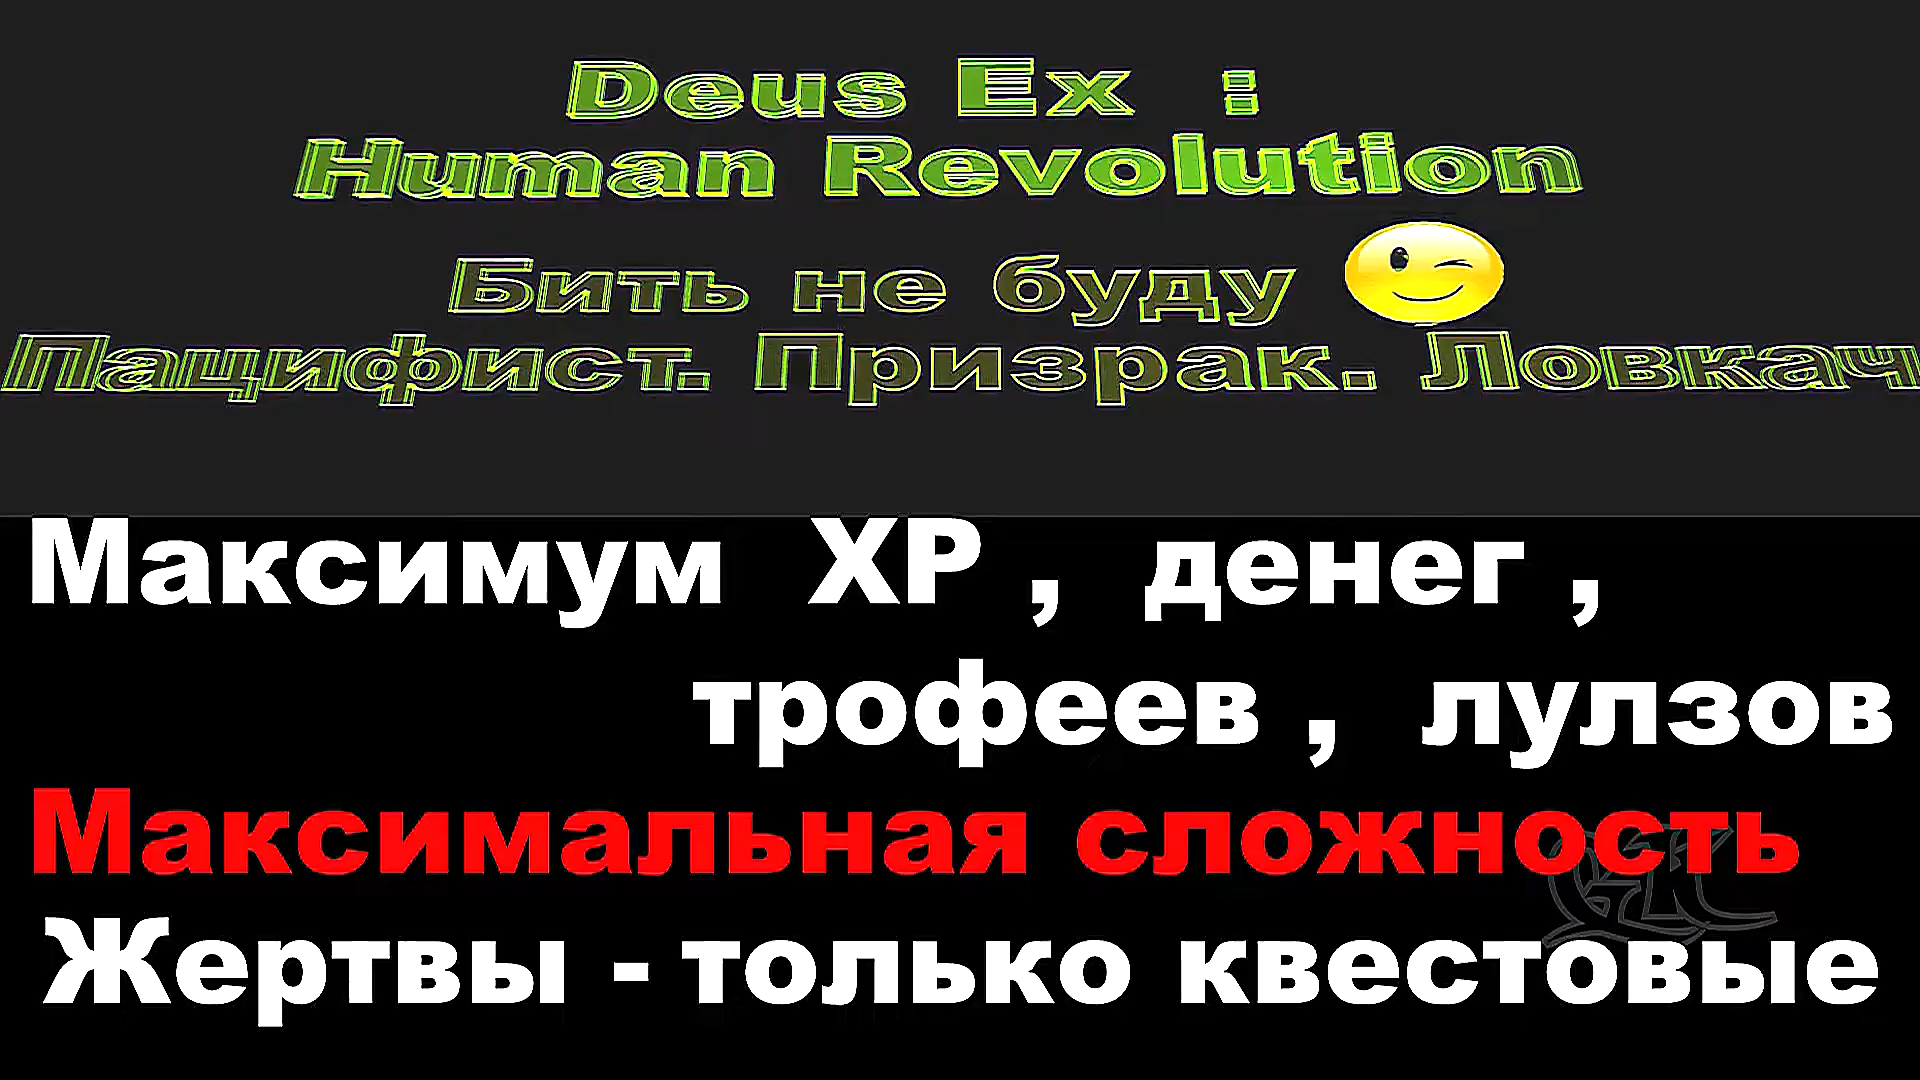 Deus Ex :
Human Revolution
Бить не буду
Пацифист. Призрак. Ловкач
Максимум ХР , денег ,
трофеев , лулзов
Максимальная сложность
Жертвы - только квестовые